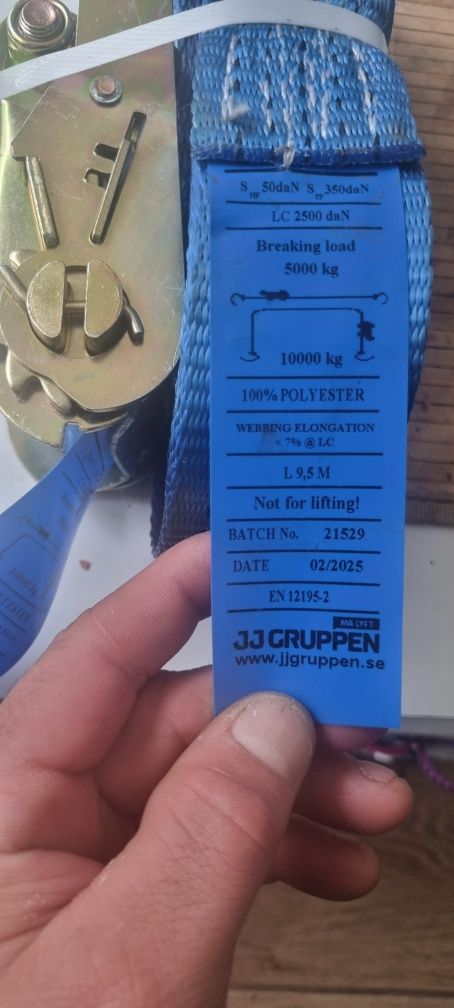 S HF 50daN S TF 350daN
LC 2500 daN
Breaking load
5000 kg
10000 kg
100% POLYESTER
WEBBING ELONGATION
< 7% @ LC
L 9,5 M
Not for lifting!
BATCH No. 21529
DATE 02/2025
EN 12195-2
MA LYFT
JJ GRUPPEN
www.jjgruppen.se